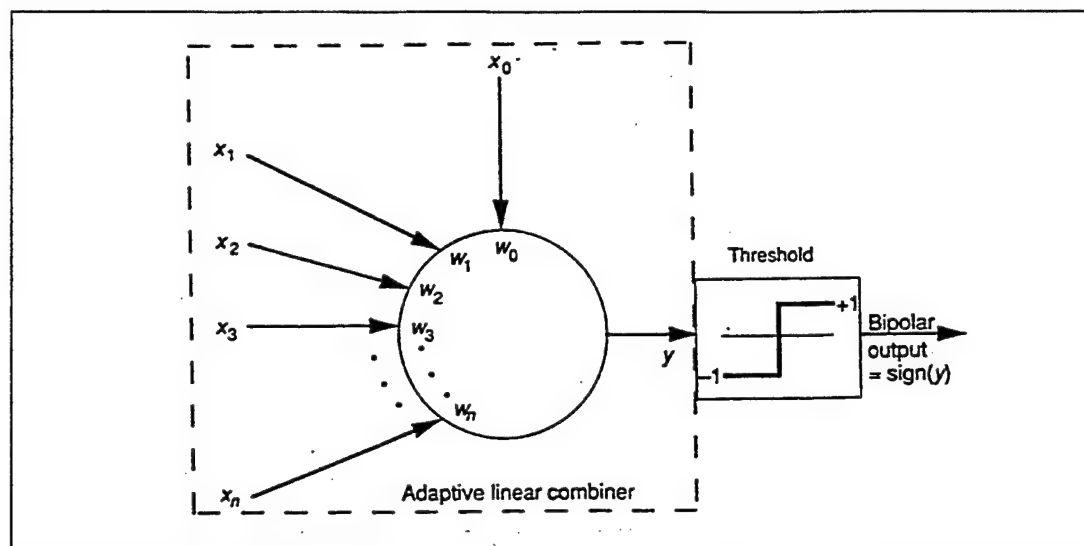 x0
x1
w1
w0
x2
w2
Threshold
x3
w3
+1
Bipolar
y
-1
output
= sign(y)
wn
xn
Adaptive linear combiner